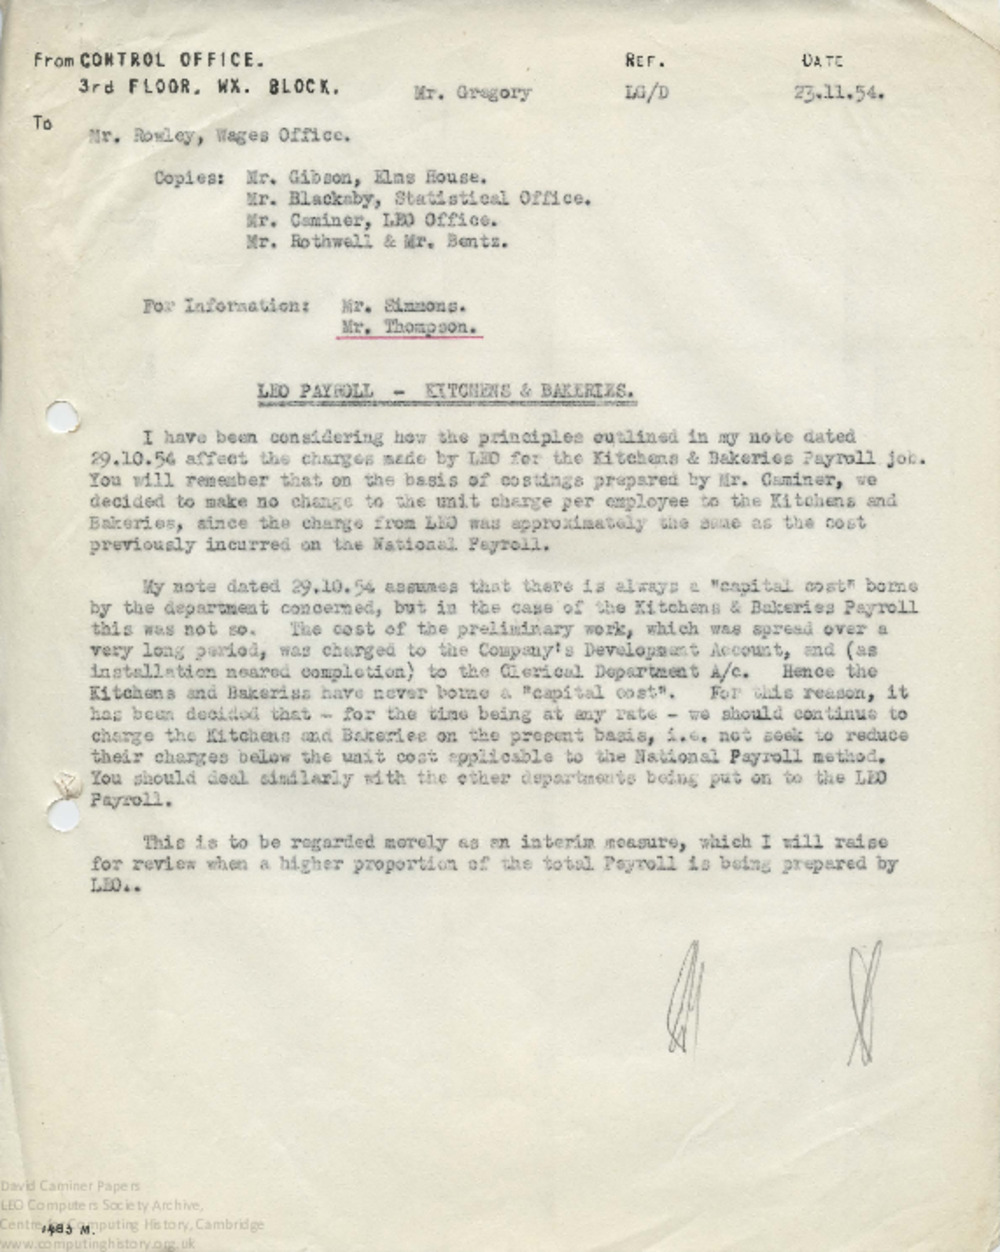 From CONTROL OFFICE.
3rd FLOOR. WX. BLOCK.
Mr. Gregory
REF.
LG/D
DATE
23.11.54.
To
Mr. Rowley, Wages Office.
Copies: Mr. Gibson, Elms House.
Mr. Blackaby, Statistical Office.
Mr. Caminer, LEO Office.
Mr. Rothwell & Mr. Bentz.
For Information: Mr. Simmons.
Mr. Thompson.
LEO PAYROLL - KITCHENS & BAKERIES.
I have been considering how the principles outlined in my note dated
29.10.54 affect the charges made by LEO for the Kitchens & Bakeries Payroll job.
You will remember that on the basis of costings prepared by Mr. Caminer, we
decided to make no change to the unit charge per employee to the Kitchens and
Bakeries, since the charge from LEO was approximately the same as the cost
previously incurred on the National Payroll.
My note dated 29.10.54 assumes that there is always a "capital cost" borne
by the department concerned, but in the case of the Kitchens & Bakeries Payroll
this was not so. The cost of the preliminary work, which was spread over a
very long period, was charged to the Company's Development Account, and (as
installation neared completion) to the Clerical Department A/c. Hence the
Kitchens and Bakeries have never borne a "capital cost". For this reason, it
has been decided that - for the time being at any rate - we should continue to
charge the Kitchens and Bakeries on the present basis, i.e. not seek to reduce
their charges below the unit cost applicable to the National Payroll method.
You should deal similarly with the other departments being put on to the LEO
Payroll.
This is to be regarded merely as an interim measure, which I will raise
for review when a higher proportion of the total Payroll is being prepared by
LEO..
David Caminer Papers
LEO Computers Society Archive,
Centre for Computing History, Cambridge
1483 M.
www.computinghistory.org.uk